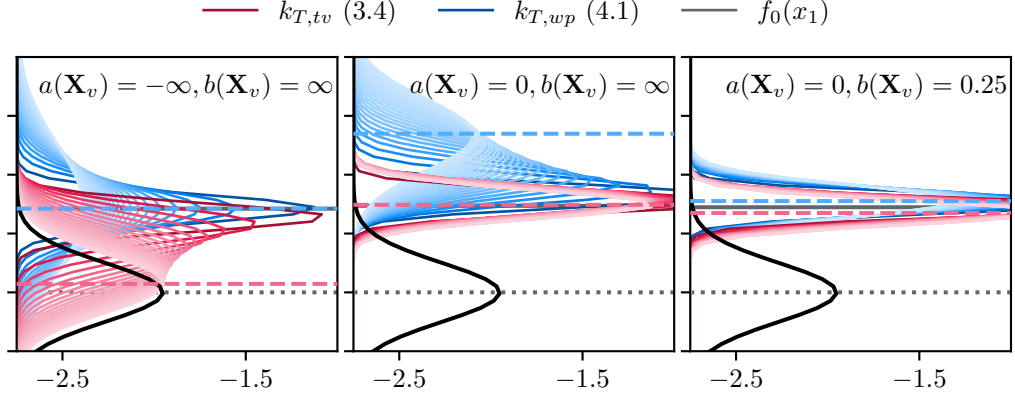 k_{T,tv} (3.4) k_{T,wp} (4.1) f_0(x_1)
a(X_v) = −∞, b(X_v) = ∞ a(X_v) = 0, b(X_v) = ∞ a(X_v) = 0, b(X_v) = 0.25
−2.5 −1.5 −2.5 −1.5 −2.5 −1.5